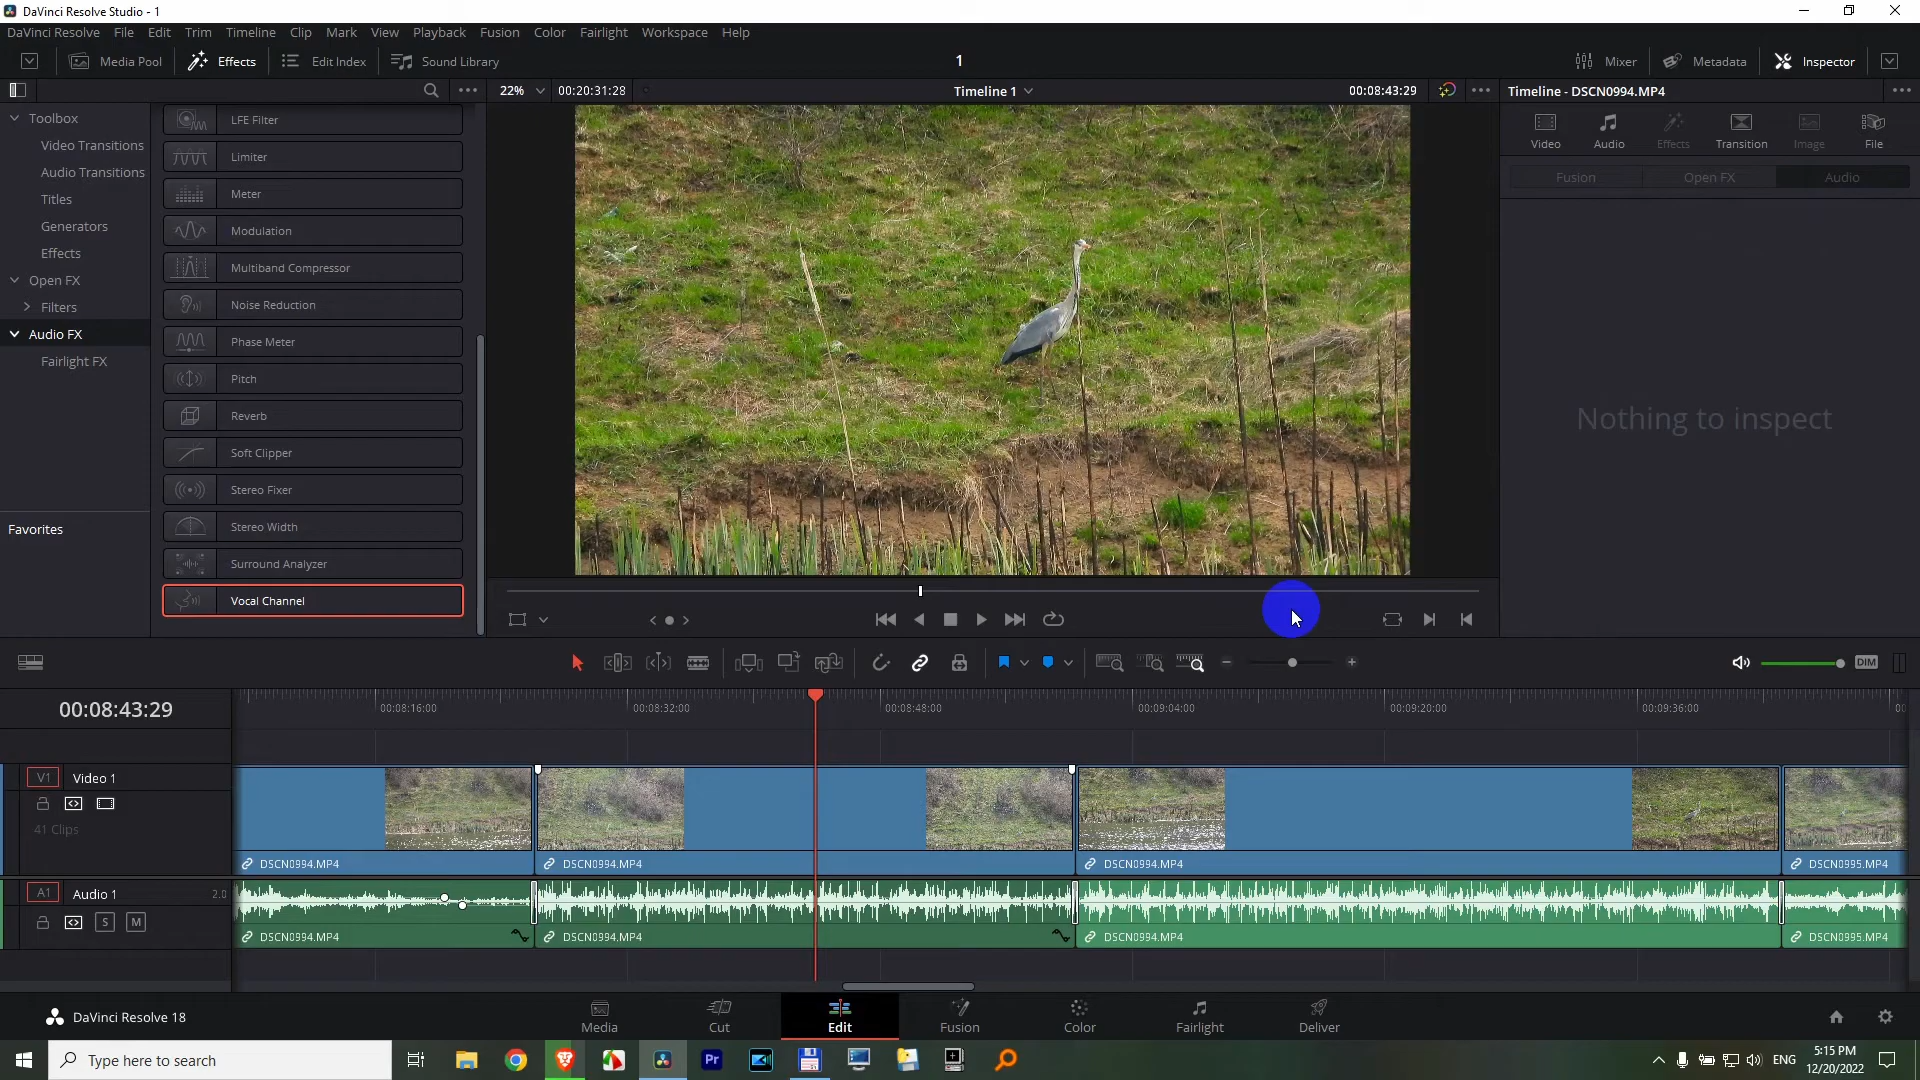 DaVinci Resolve Studio - 1
DaVinci Resolve File Edit Trim Timeline Clip Mark View Playback Fusion Color Fairlight Workspace Help
Media Pool Effects Edit Index Sound Library 1 Mixer Metadata Inspector
22% 00:20:31:28 Timeline 1 00:08:43:29 Timeline - DSCN0994.MP4
Toolbox
Video Transitions
Audio Transitions
Titles
Generators
Effects
Open FX
Filters
Audio FX
Fairlight FX
Favorites
LFE Filter
Limiter
Meter
Modulation
Multiband Compressor
Noise Reduction
Phase Meter
Pitch
Reverb
Soft Clipper
Stereo Fixer
Stereo Width
Surround Analyzer
Vocal Channel
Video Audio Effects Transition Image File
Fusion Open FX Audio
Nothing to inspect
DIM
00:08:43:29
00:08:16:00 00:08:32:00 00:08:48:00 00:09:04:00 00:09:20:00 00:09:36:00 00
V1 Video 1
41 Clips
DSCN0994.MP4 DSCN0994.MP4 DSCN0994.MP4 DSCN0995.MP4
A1 Audio 1 2.0
S M
DSCN0994.MP4 DSCN0994.MP4 DSCN0994.MP4 DSCN0995.MP4
DaVinci Resolve 18
Media Cut Edit Fusion Color Fairlight Deliver
Type here to search
Pr
ENG
5:15 PM
12/20/2022